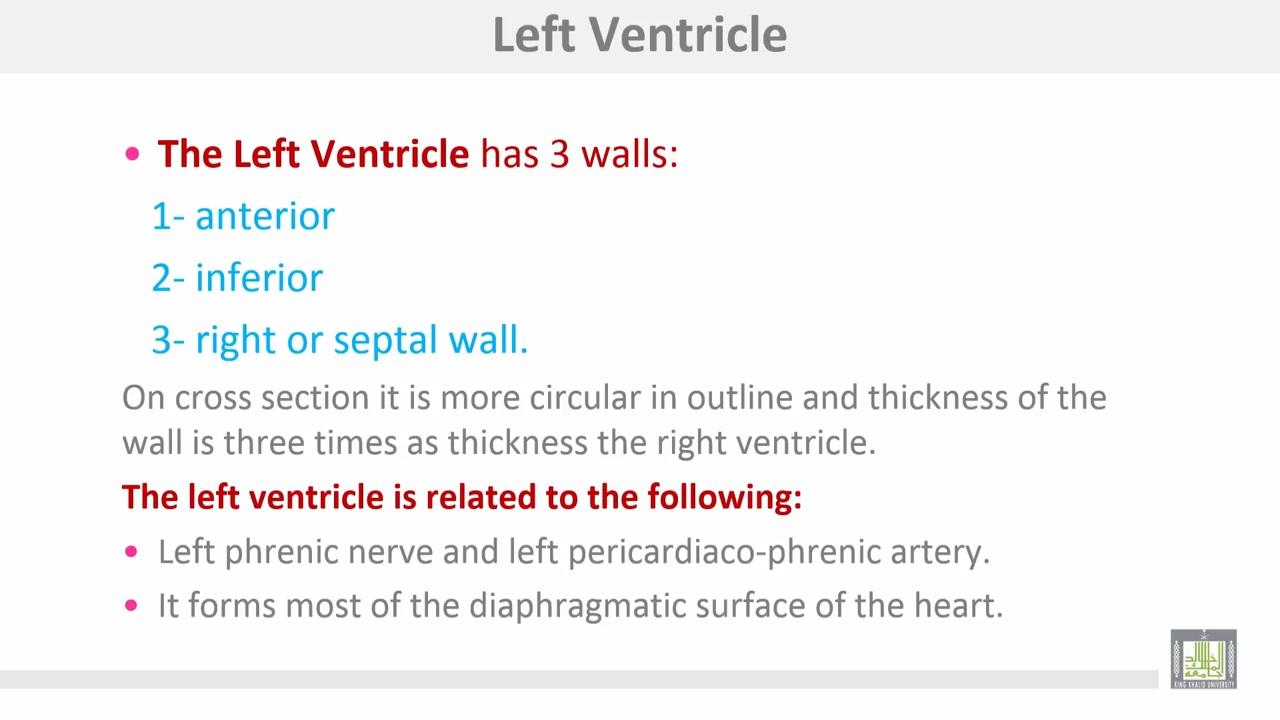 Left Ventricle
• The Left Ventricle has 3 walls:
1- anterior
2- inferior
3- right or septal wall.
On cross section it is more circular in outline and thickness of the
wall is three times as thickness the right ventricle.
The left ventricle is related to the following:
• Left phrenic nerve and left pericardiaco-phrenic artery.
• It forms most of the diaphragmatic surface of the heart.
KING KHALID UNIVERSITY